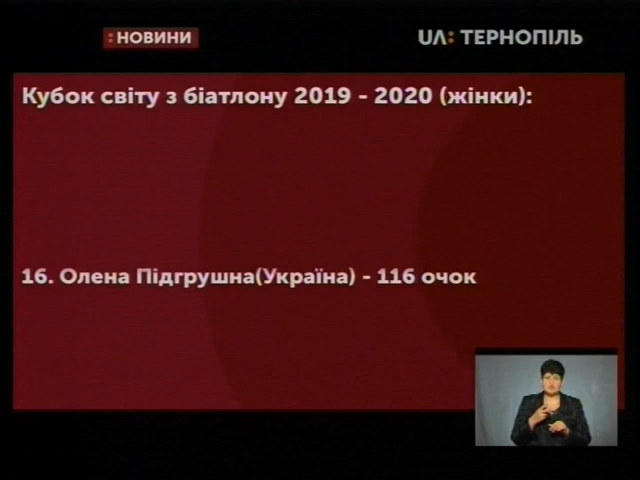 :НОВИНИ
UA: ТЕРНОПІЛЬ
Кубок світу з біатлону 2019 - 2020 (жінки):
16. Олена Підгрушна(Україна) - 116 очок